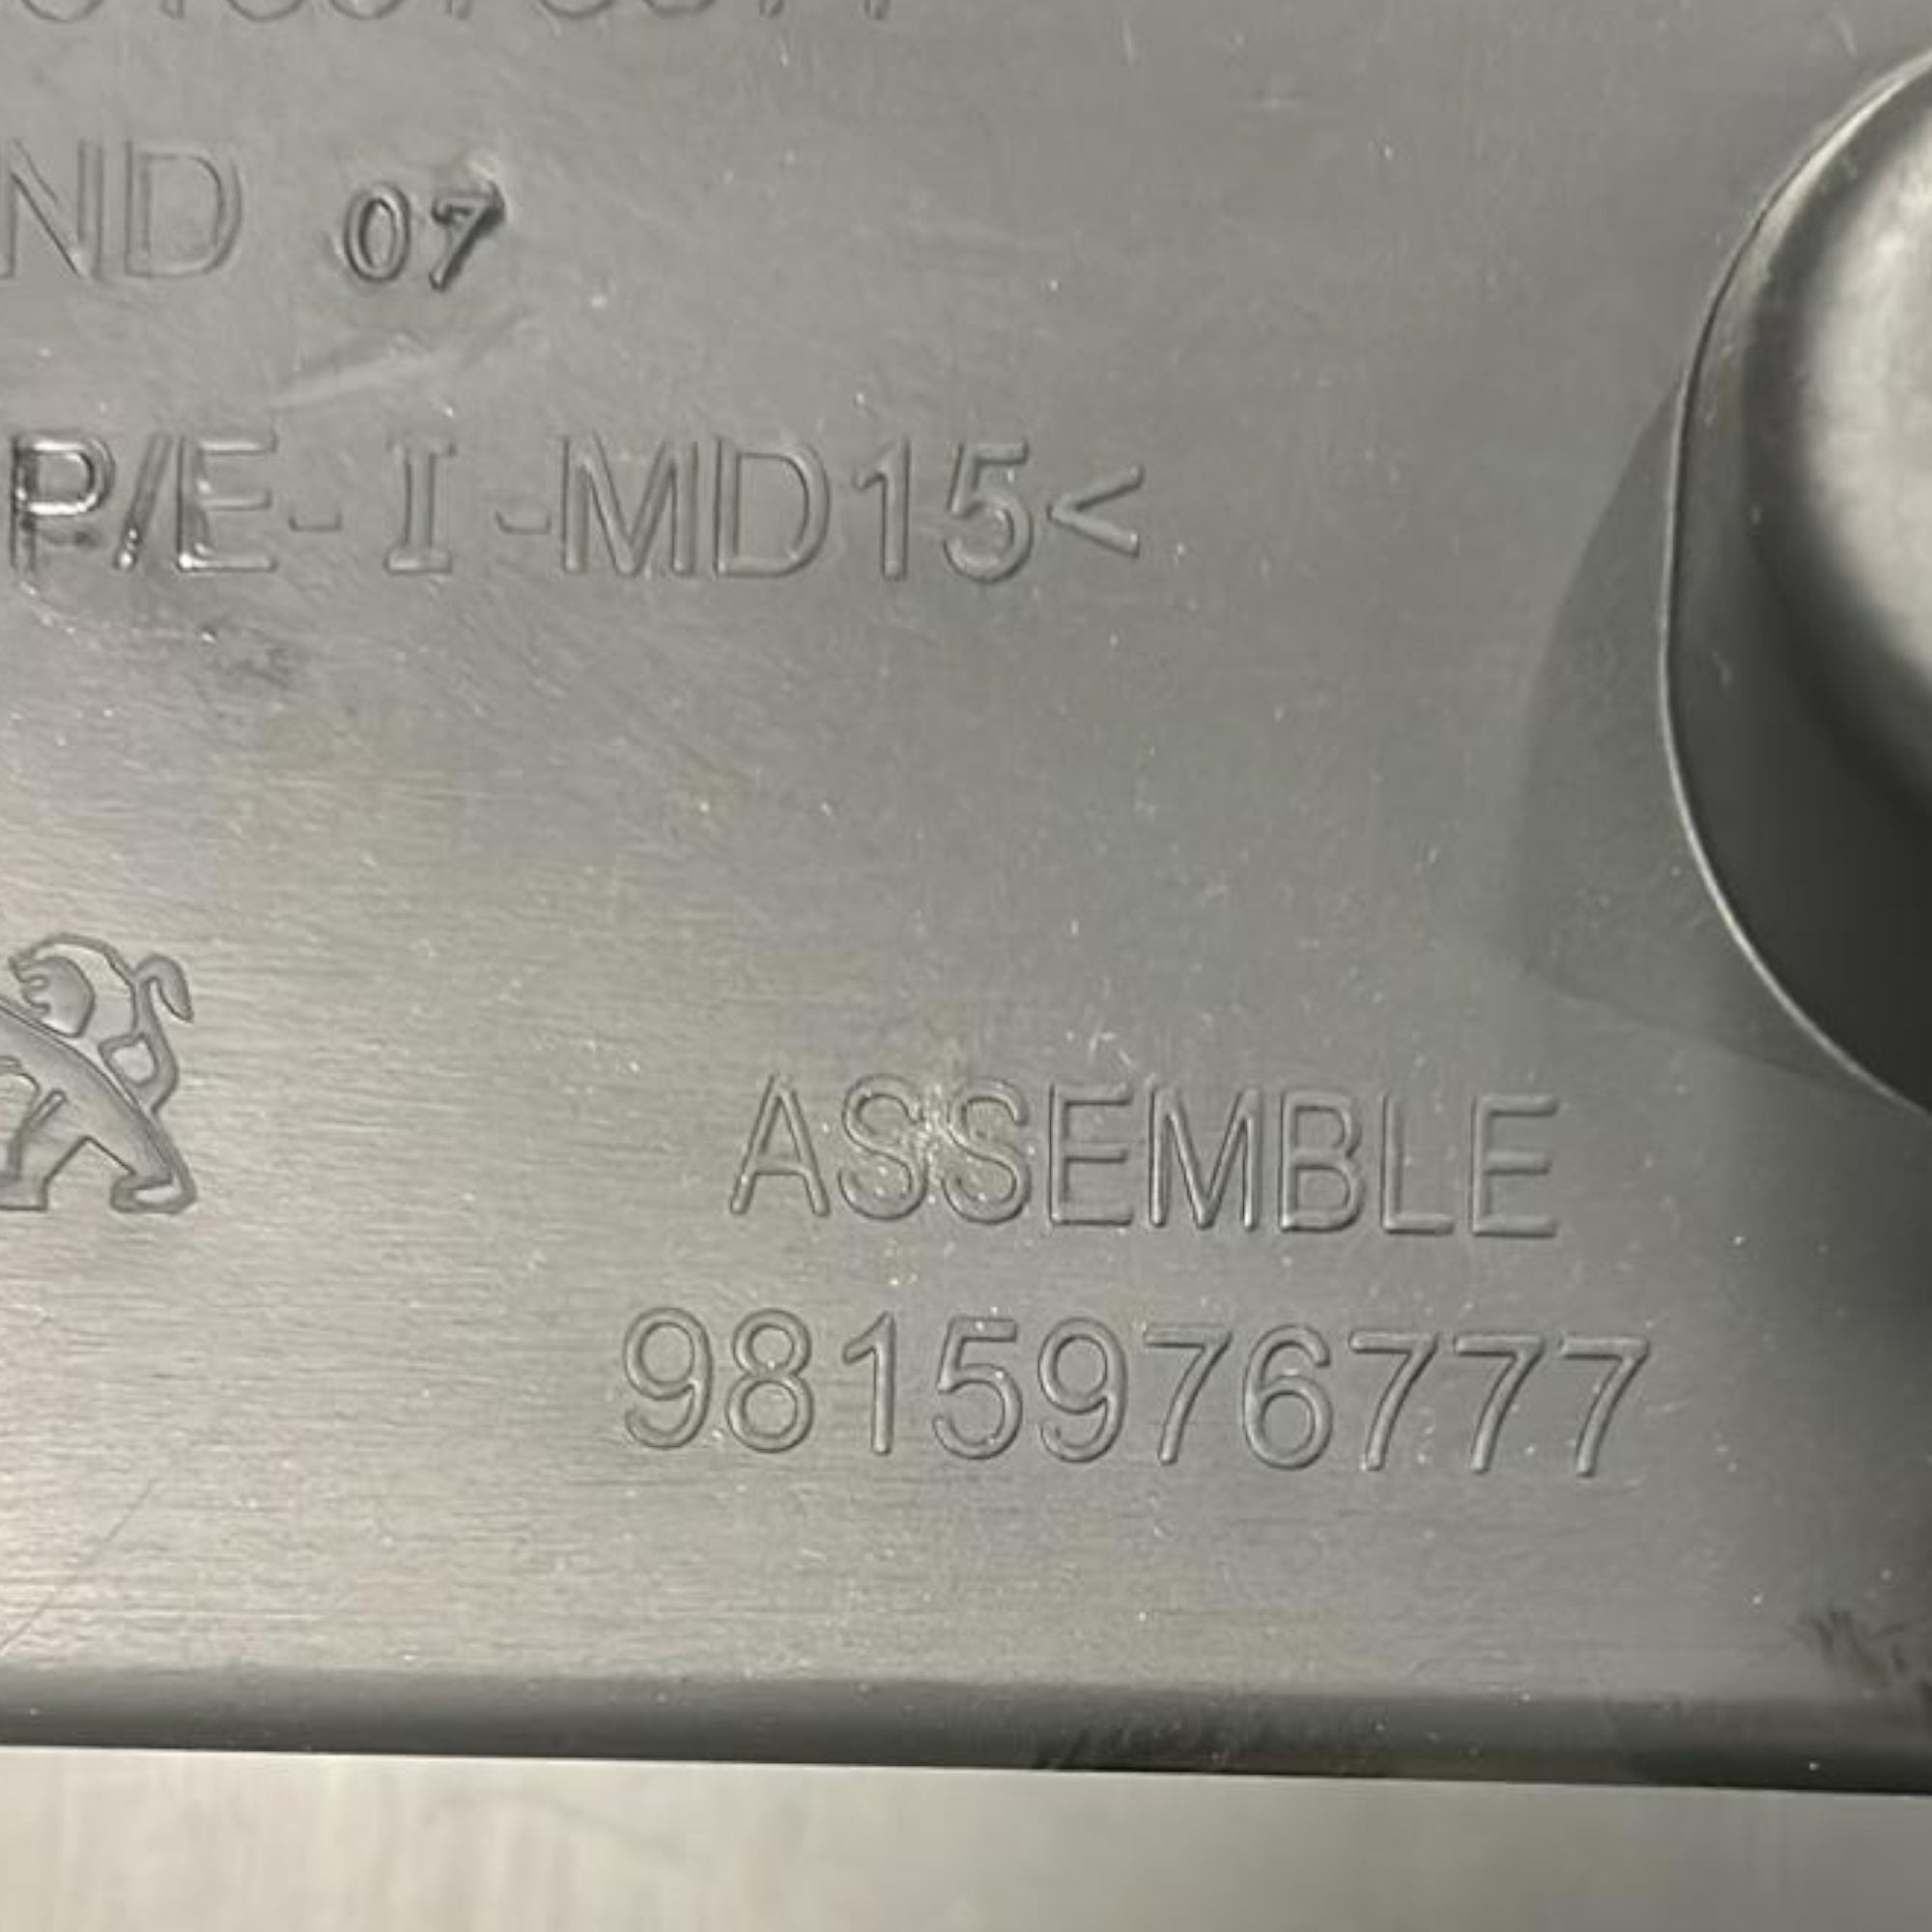 ND 07
P/E-I-MD15<
ASSEMBLE
9815976777